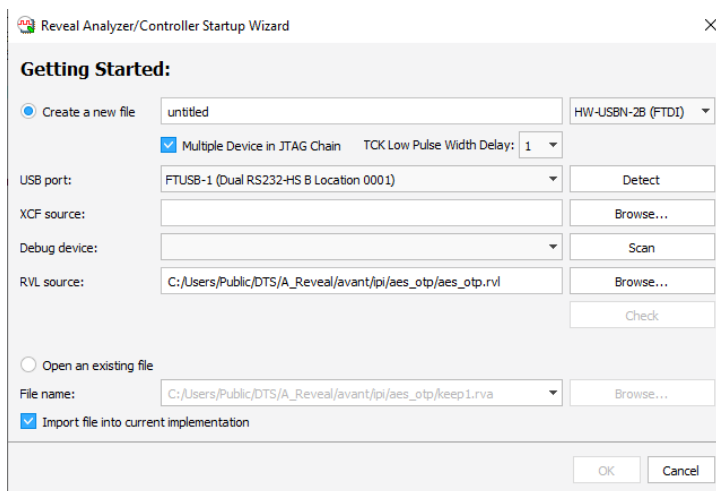 Reveal Analyzer/Controller Startup Wizard
Getting Started:
Create a new file untitled HW-USBN-2B (FTDI)
Multiple Device in JTAG Chain TCK Low Pulse Width Delay: 1
USB port: FTUSB-1 (Dual RS232-HS B Location 0001) Detect
XCF source: Browse...
Debug device: Scan
RVL source: C:/Users/Public/DTS/A_Reveal/avant/ipi/aes_otp/aes_otp.rvl Browse...
Check
Open an existing file
File name: C:/Users/Public/DTS/A_Reveal/avant/ipi/aes_otp/keep1.rva Browse...
Import file into current implementation
OK Cancel